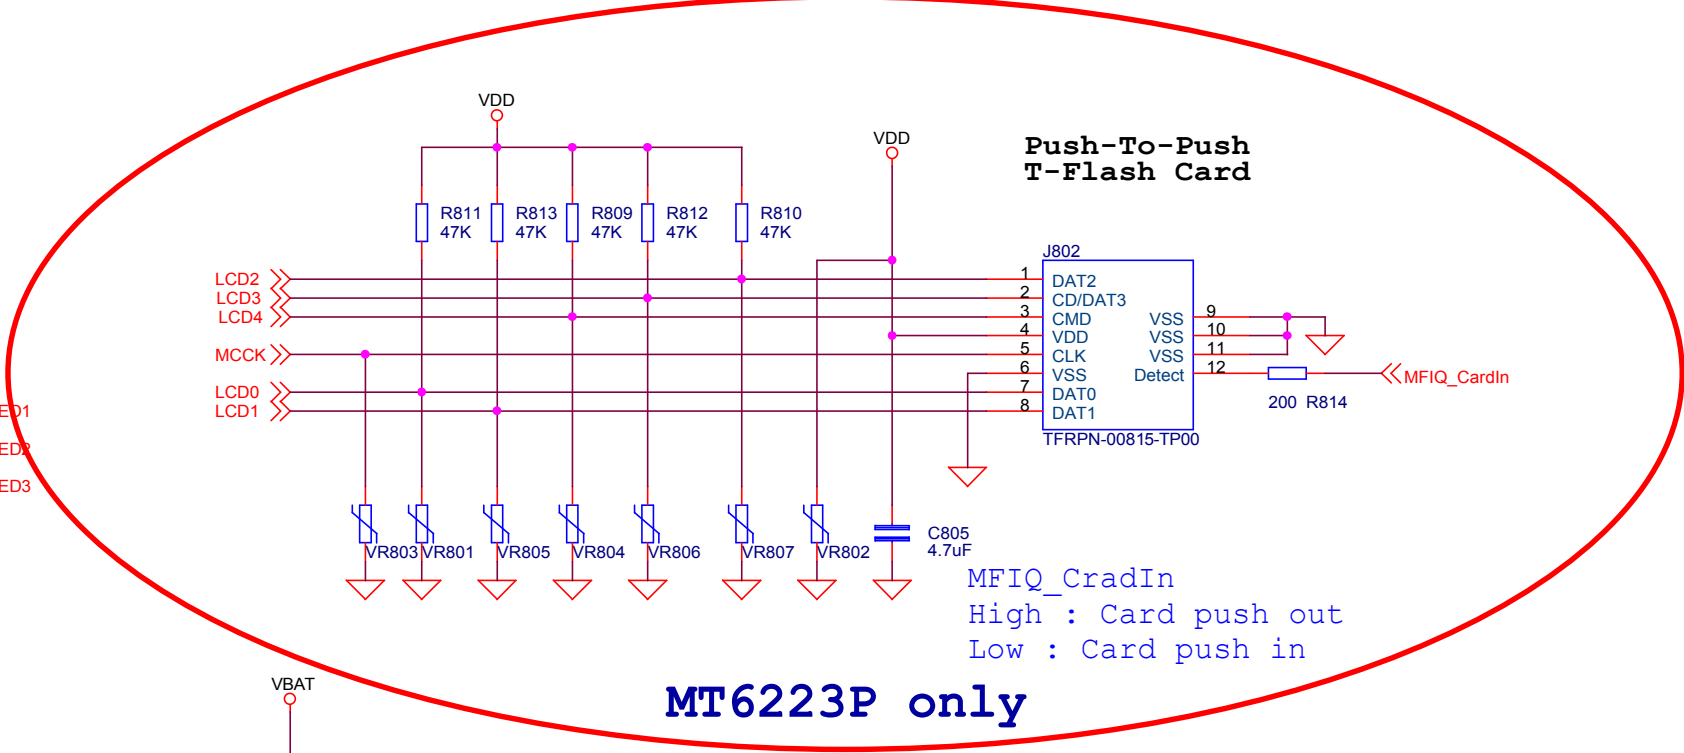 VDD
VDD
Push-To-Push
T-Flash Card
R811
47K
R813
47K
R809
47K
R812
47K
R810
47K
J802
LCD2
LCD3
LCD4
MCCK
LCD0
LCD1
1 DAT2
2 CD/DAT3
3 CMD
4 VDD
5 CLK
6 VSS
7 DAT0
8 DAT1
VSS 9
VSS 10
VSS 11
Detect 12
MFIQ_CardIn
200 R814
TFRPN-00815-TP00
ED1
ED2
ED3
VR803
VR801
VR805
VR804
VR806
VR807
VR802
C805
4.7uF
MFIQ_CradIn
High : Card push out
Low : Card push in
VBAT
MT6223P only